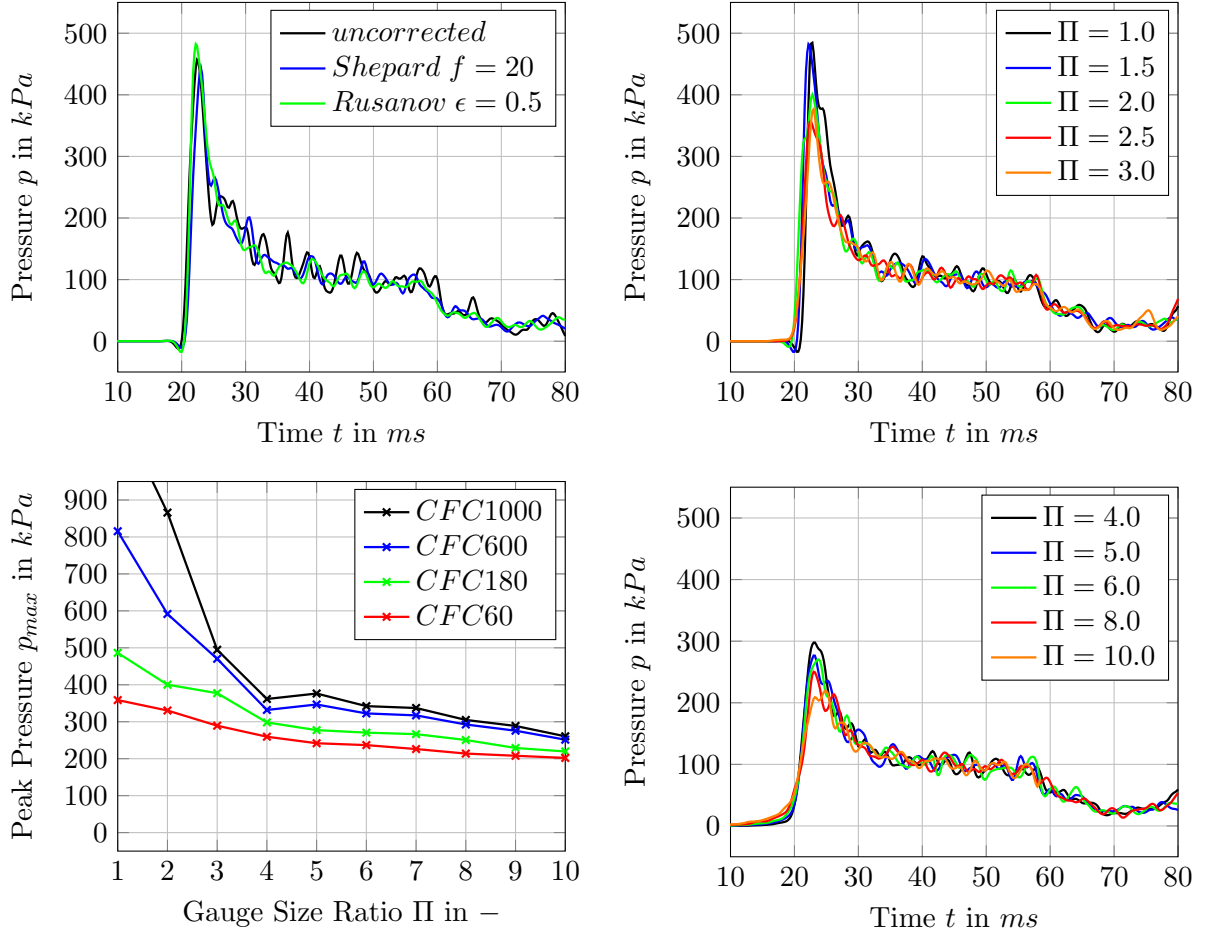 500
400
300
200
100
0
10 20 30 40 50 60 70 80
Time t in ms
Pressure p in kPa
uncorrected
Shepard f = 20
Rusanov ϵ = 0.5
500
400
300
200
100
0
10 20 30 40 50 60 70 80
Time t in ms
Pressure p in kPa
Π = 1.0
Π = 1.5
Π = 2.0
Π = 2.5
Π = 3.0
900
800
700
600
500
400
300
200
100
0
1 2 3 4 5 6 7 8 9 10
Gauge Size Ratio Π in −
Peak Pressure pmax in kPa
CFC1000
CFC600
CFC180
CFC60
500
400
300
200
100
0
10 20 30 40 50 60 70 80
Time t in ms
Pressure p in kPa
Π = 4.0
Π = 5.0
Π = 6.0
Π = 8.0
Π = 10.0